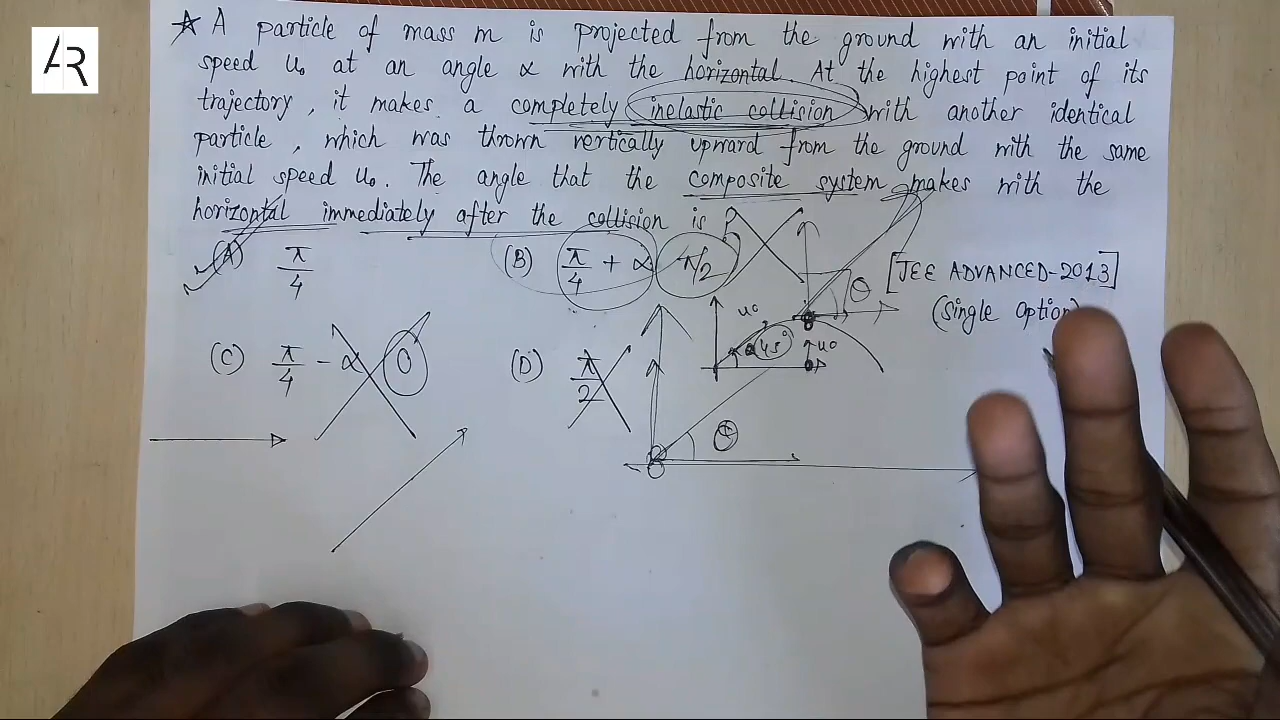 AR
☆ A particle of mass m is projected from the ground with an initial
speed u₀ at an angle α with the horizontal. At the highest point of its
trajectory, it makes a completely inelastic collision with another identical
particle, which was thrown vertically upward from the ground with the same
initial speed u₀. The angle that the composite system makes with the
horizontal immediately after the collision is
(A) π/4
(B) π/4 + α π/2
[JEE ADVANCED-2013]
(Single Option)
(C) π/4 - α 0
(D) π/2
θ
u₀
α 45°
u₀
θ